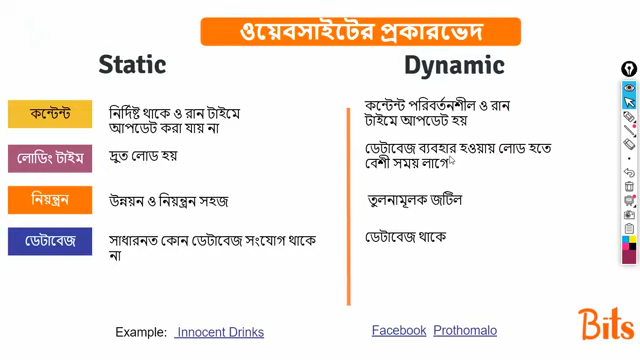 ওয়েবসাইটের প্রকারভেদ
Static
Dynamic
কন্টেন্ট
নির্দিষ্ট থাকে ও রান টাইমে
আপডেট করা যায় না
কন্টেন্ট পরিবর্তনশীল ও রান
টাইমে আপডেট হয়
লোডিং টাইম
দ্রুত লোড হয়
ডেটাবেজ ব্যবহার হওয়ায় লোড হতে
বেশী সময় লাগে
নিয়ন্ত্রন
উন্নয়ন ও নিয়ন্ত্রন সহজ
তুলনামূলক জটিল
ডেটাবেজ
সাধারনত কোন ডেটাবেজ সংযোগ থাকে
না
ডেটাবেজ থাকে
Example: Innocent Drinks
Facebook Prothomalo
Bits